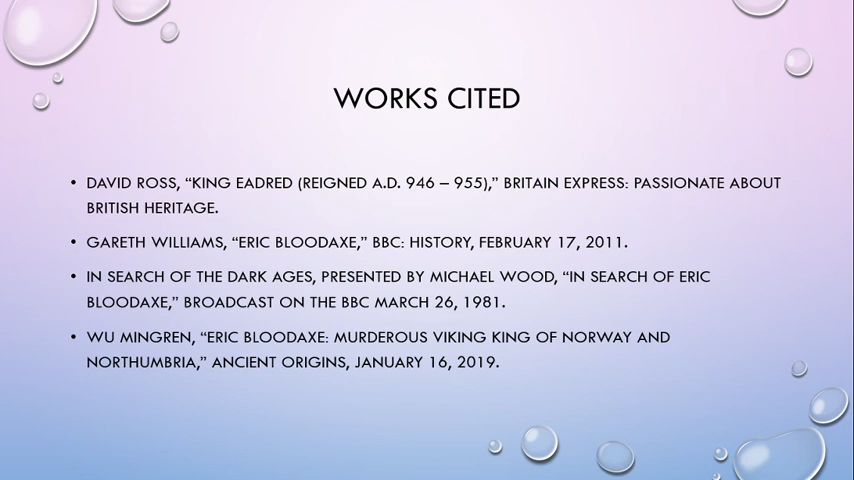 WORKS CITED
• DAVID ROSS, “KING EADRED (REIGNED A.D. 946 – 955),” BRITAIN EXPRESS: PASSIONATE ABOUT
BRITISH HERITAGE.
• GARETH WILLIAMS, “ERIC BLOODAXE,” BBC: HISTORY, FEBRUARY 17, 2011.
• IN SEARCH OF THE DARK AGES, PRESENTED BY MICHAEL WOOD, “IN SEARCH OF ERIC
BLOODAXE,” BROADCAST ON THE BBC MARCH 26, 1981.
• WU MINGREN, “ERIC BLOODAXE: MURDEROUS VIKING KING OF NORWAY AND
NORTHUMBRIA,” ANCIENT ORIGINS, JANUARY 16, 2019.